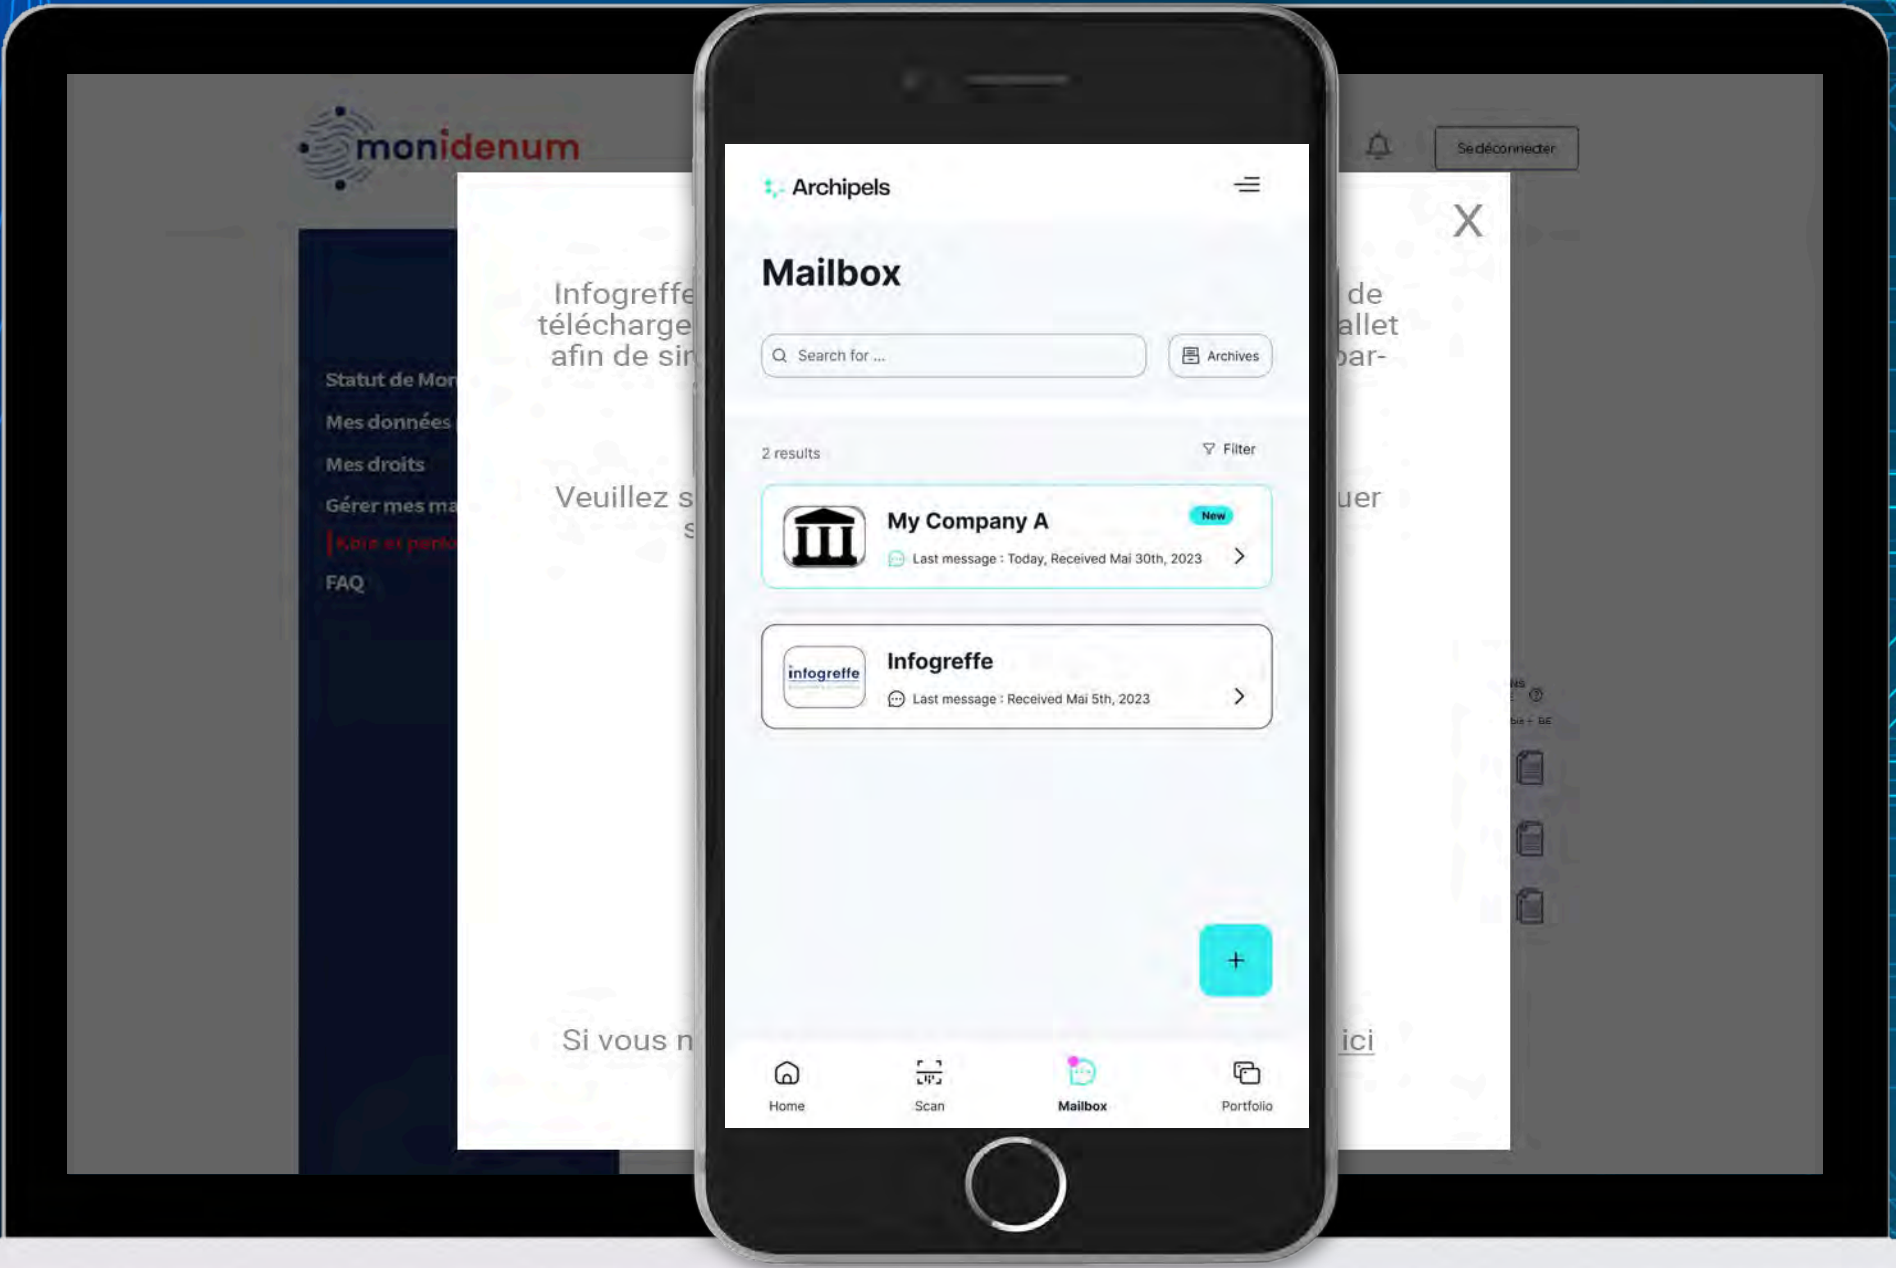 monidenum
Se déconnecter
X
Infogreffe
de
télécharge
allet
afin de sir
par-
Statut de Mon
Mes données
Mes droits
Gérer mes ma
FAQ
Veuillez s
uer
s
Si vous n
ici
Archipels
Mailbox
Search for ...
Archives
2 results
Filter
My Company A
New
Last message : Today, Received Mai 30th, 2023
infogreffe
Infogreffe
Last message : Received Mai 5th, 2023
+
Home
Scan
Mailbox
Portfolio
NS
BE